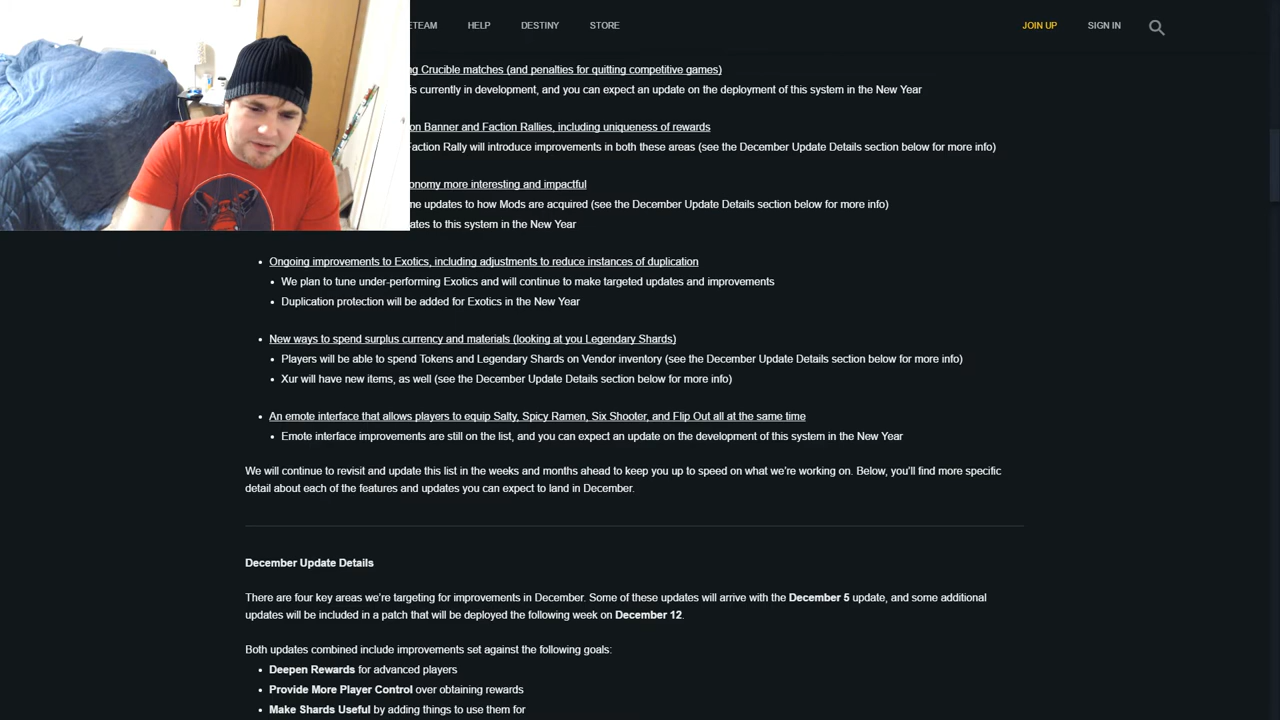 ETEAM HELP DESTINY STORE JOIN UP SIGN IN
ng Crucible matches (and penalties for quitting competitive games)
is currently in development, and you can expect an update on the deployment of this system in the New Year
on Banner and Faction Rallies, including uniqueness of rewards
Faction Rally will introduce improvements in both these areas (see the December Update Details section below for more info)
onomy more interesting and impactful
me updates to how Mods are acquired (see the December Update Details section below for more info)
ates to this system in the New Year
• Ongoing improvements to Exotics, including adjustments to reduce instances of duplication
• We plan to tune under-performing Exotics and will continue to make targeted updates and improvements
• Duplication protection will be added for Exotics in the New Year
• New ways to spend surplus currency and materials (looking at you Legendary Shards)
• Players will be able to spend Tokens and Legendary Shards on Vendor inventory (see the December Update Details section below for more info)
• Xur will have new items, as well (see the December Update Details section below for more info)
• An emote interface that allows players to equip Salty, Spicy Ramen, Six Shooter, and Flip Out all at the same time
• Emote interface improvements are still on the list, and you can expect an update on the development of this system in the New Year
We will continue to revisit and update this list in the weeks and months ahead to keep you up to speed on what we're working on. Below, you'll find more specific
detail about each of the features and updates you can expect to land in December.
December Update Details
There are four key areas we're targeting for improvements in December. Some of these updates will arrive with the December 5 update, and some additional
updates will be included in a patch that will be deployed the following week on December 12.
Both updates combined include improvements set against the following goals:
• Deepen Rewards for advanced players
• Provide More Player Control over obtaining rewards
• Make Shards Useful by adding things to use them for